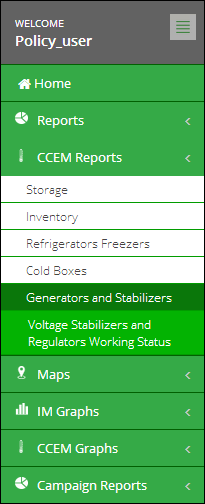 WELCOME
Policy_user
Home
Reports
CCEM Reports
Storage
Inventory
Refrigerators Freezers
Cold Boxes
Generators and Stabilizers
Voltage Stabilizers and
Regulators Working Status
Maps
IM Graphs
CCEM Graphs
Campaign Reports